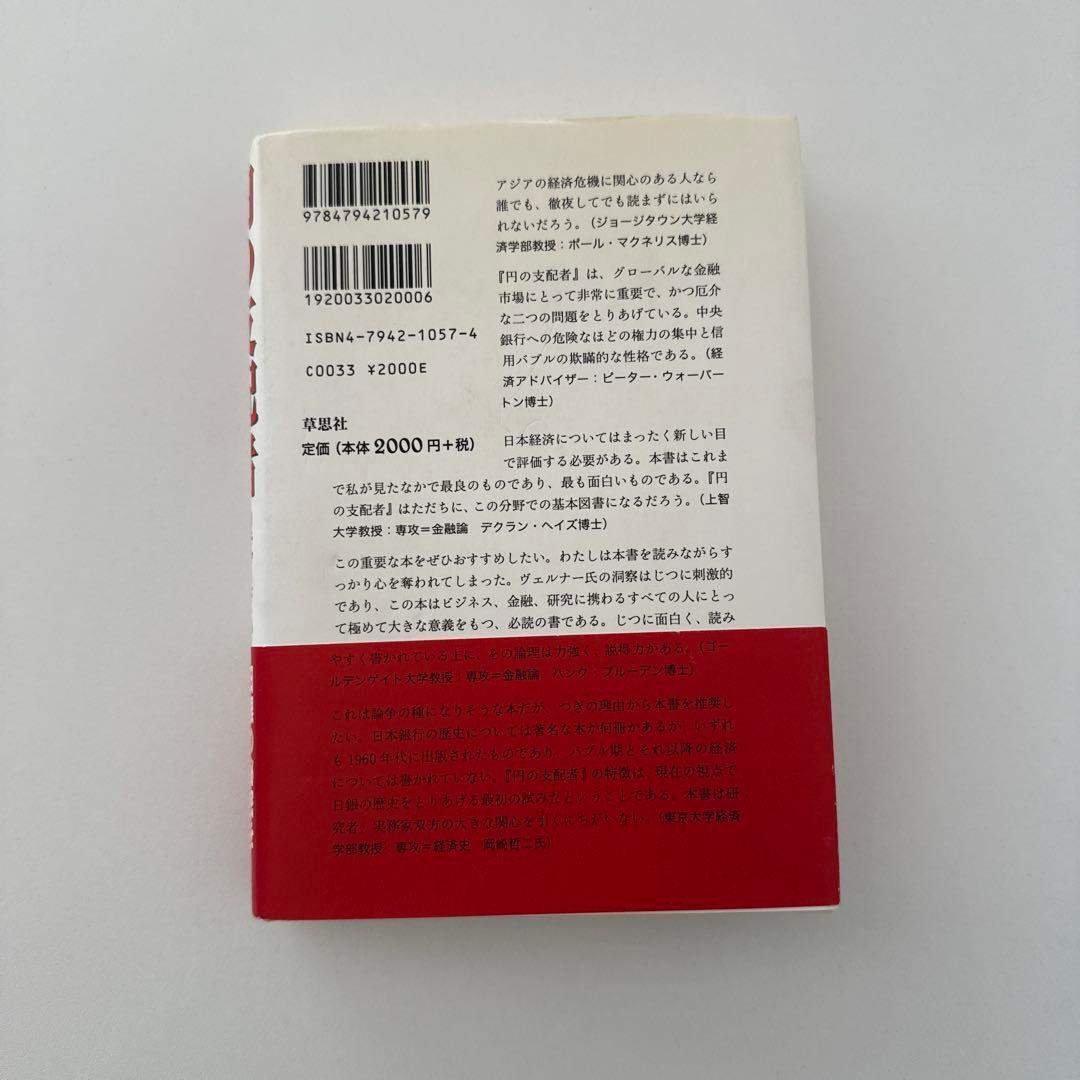 9784794210579
1920033020006
ISBN4-7942-1057-4
C0033 ¥2000E
草思社
定価（本体2000円＋税）
アジアの経済危機に関心のある人なら
誰でも、徹夜してでも読まずにはいら
れないだろう。（ジョージタウン大学経
済学部教授：ポール・マクネリス博士）
『円の支配者』は、グローバルな金融
市場にとって非常に重要で、かつ厄介
な二つの問題をとりあげている。中央
銀行への危険なほどの権力の集中と信
用バブルの欺瞞的な性格である。（経
済アドバイザー：ピーター・ウォーバー
トン博士）
日本経済についてはまったく新しい目
で評価する必要がある。本書はこれま
で私が見たなかで最良のものであり、最も面白いものである。『円
の支配者』はただちに、この分野での基本図書になるだろう。（上智
大学教授：専攻＝金融論　デクラン・ヘイズ博士）
この重要な本をぜひおすすめしたい。わたしは本書を読みながらす
っかり心を奪われてしまった。ヴェルナー氏の洞察はじつに刺激的
であり、この本はビジネス、金融、研究に携わるすべての人にとっ
て極めて大きな意義をもつ、必読の書である。じつに面白く、読み
やすく書かれている上に、その論理は力強く、説得力がある。（ゴー
ルデンゲイト大学教授：専攻＝金融論　ハンク・プルーデン博士）
これは論争の種になりそうな本だが、つぎの理由から本書を推奨し
たい。日本銀行の歴史については著名な本が何冊かあるが、いずれ
も1960年代に出版されたものであり、バブル期とそれ以降の経済
については書かれていない。『円の支配者』の特徴は、現在の視点で
日銀の歴史をとりあげる最初の試みだということである。本書は研
究者、実務家双方の大きな関心を引くにちがいない。（東京大学経済
学部教授：専攻＝経済史　岡崎哲二氏）